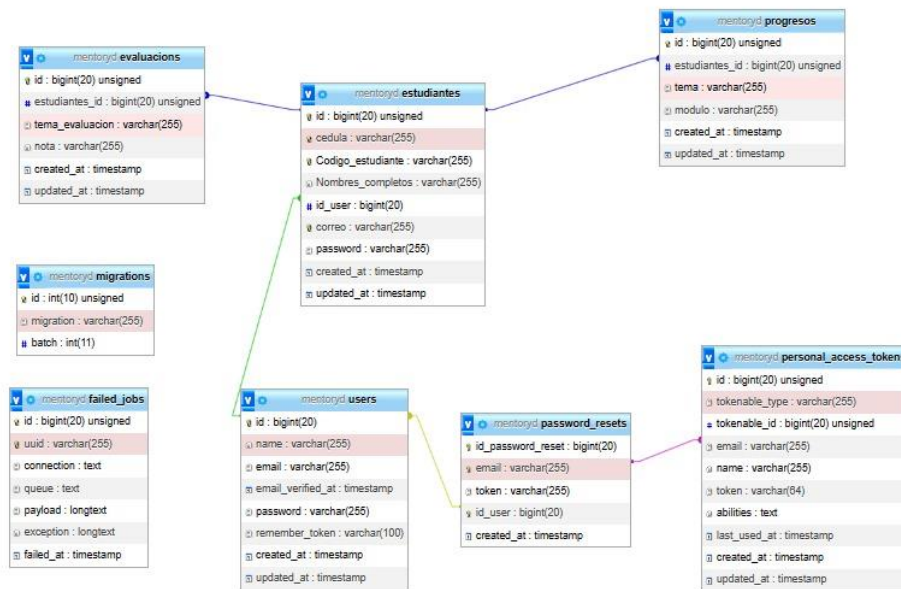 mentoryd evaluacions
id : bigint(20) unsigned
estudiantes_id : bigint(20) unsigned
tema_evaluacion : varchar(255)
nota : varchar(255)
created_at : timestamp
updated_at : timestamp
mentoryd estudiantes
id : bigint(20) unsigned
cedula : varchar(255)
Codigo_estudiante : varchar(255)
Nombres_completos : varchar(255)
id_user : bigint(20)
correo : varchar(255)
password : varchar(255)
created_at : timestamp
updated_at : timestamp
mentoryd progresos
id : bigint(20) unsigned
estudiantes_id : bigint(20) unsigned
tema : varchar(255)
modulo : varchar(255)
created_at : timestamp
updated_at : timestamp
mentoryd migrations
id : int(10) unsigned
migration : varchar(255)
batch : int(11)
mentoryd failed_jobs
id : bigint(20) unsigned
uuid : varchar(255)
connection : text
queue : text
payload : longtext
exception : longtext
failed_at : timestamp
mentoryd users
id : bigint(20)
name : varchar(255)
email : varchar(255)
email_verified_at : timestamp
password : varchar(255)
remember_token : varchar(100)
created_at : timestamp
updated_at : timestamp
mentoryd password_resets
id_password_reset : bigint(20)
email : varchar(255)
token : varchar(255)
id_user : bigint(20)
created_at : timestamp
mentoryd personal_access_token
id : bigint(20) unsigned
tokenable_type : varchar(255)
tokenable_id : bigint(20) unsigned
email : varchar(255)
name : varchar(255)
token : varchar(64)
abilities : text
last_used_at : timestamp
created_at : timestamp
updated_at : timestamp